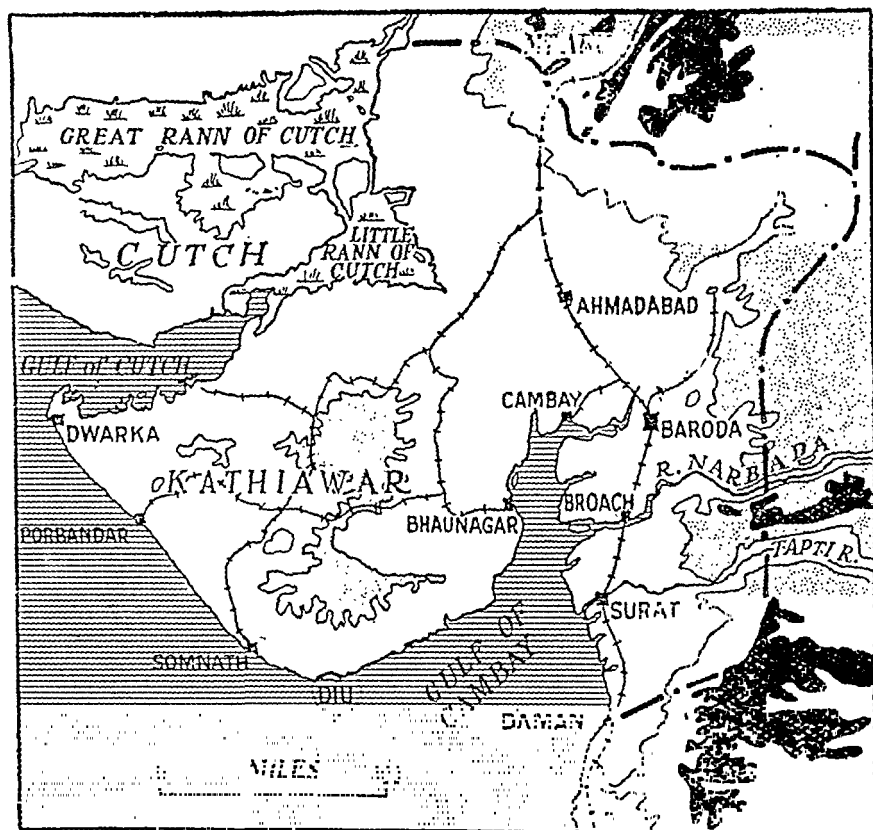 GREAT RANN OF CUTCH
CUTCH
LITTLE
RANN OF
CUTCH
AHMADABAD
GULF of CUTCH
CAMBAY
DWARKA
BARODA
R. NARBADA
KATHIAWAR
BROACH
BHAUNAGAR
PORBANDAR
TAPTI R.
SURAT
SOMNATH
GULF OF
CAMBAY
DIU
DAMAN
MILES